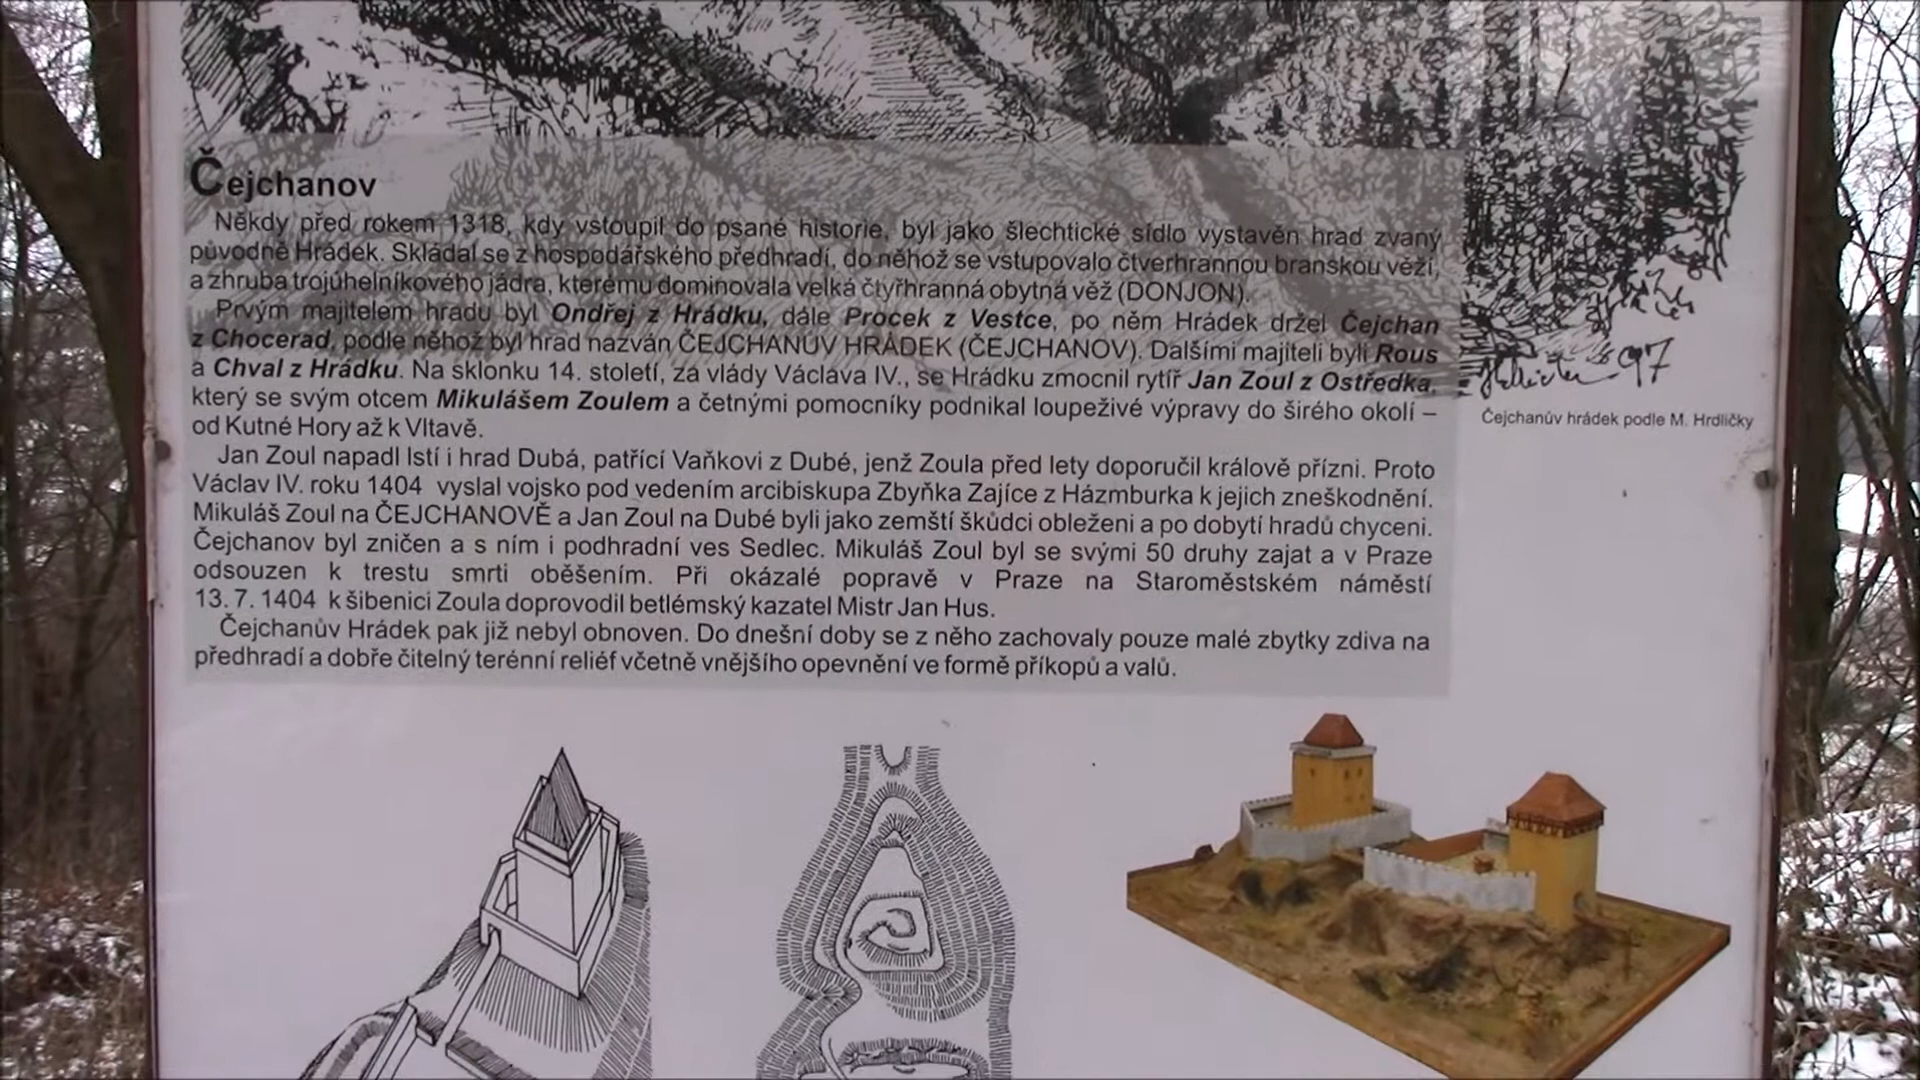 Čejchanov
Někdy před rokem 1318, kdy vstoupil do psané historie, byl jako šlechtické sídlo vystavěn hrad zvaný
původně Hrádek. Skládal se z hospodářského předhradí, do něhož se vstupovalo čtverhrannou branskou věží,
a zhruba trojúhelníkového jádra, kterému dominovala velká čtyřhranná obytná věž (DONJON).
Prvým majitelem hradu byl Ondřej z Hrádku, dále Procek z Vestce, po něm Hrádek držel Čejchan
z Chocerad, podle něhož byl hrad nazván ČEJCHANŮV HRÁDEK (ČEJCHANOV). Dalšími majiteli byli Rous
a Chval z Hrádku. Na sklonku 14. století, za vlády Václava IV., se Hrádku zmocnil rytíř Jan Zoul z Ostředka,
který se svým otcem Mikulášem Zoulem a četnými pomocníky podnikal loupeživé výpravy do širého okolí –
od Kutné Hory až k Vltavě.
Jan Zoul napadl lstí i hrad Dubá, patřící Vaňkovi z Dubé, jenž Zoula před lety doporučil králově přízni. Proto
Václav IV. roku 1404 vyslal vojsko pod vedením arcibiskupa Zbyňka Zajíce z Házmburka k jejich zneškodnění.
Mikuláš Zoul na ČEJCHANOVĚ a Jan Zoul na Dubé byli jako zemští škůdci obleženi a po dobytí hradů chyceni.
Čejchanov byl zničen a s ním i podhradní ves Sedlec. Mikuláš Zoul byl se svými 50 druhy zajat a v Praze
odsouzen k trestu smrti oběšením. Při okázalé popravě v Praze na Staroměstském náměstí
13. 7. 1404 k šibenici Zoula doprovodil betlémský kazatel Mistr Jan Hus.
Čejchanův Hrádek pak již nebyl obnoven. Do dnešní doby se z něho zachovaly pouze malé zbytky zdiva na
předhradí a dobře čitelný terénní reliéf včetně vnějšího opevnění ve formě příkopů a valů.
97
Čejchanův hrádek podle M. Hrdličky